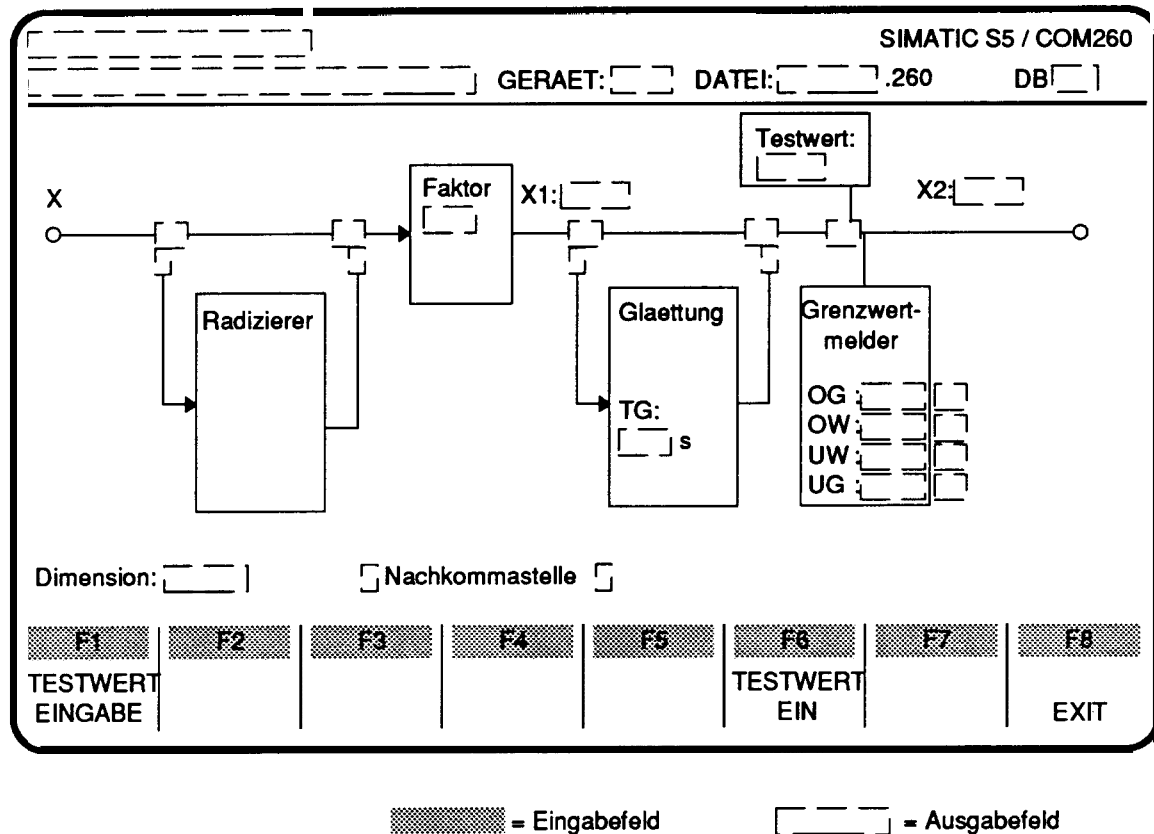 SIMATIC S5 / COM260
GERAET: DATEI: .260 DB
Testwert:
X
Faktor
X1:
X2:
Radizierer
Glaettung
Grenzwert-
melder
TG:
s
OG :
OW :
UW :
UG :
Dimension: Nachkommastelle
F1 F2 F3 F4 F5 F6 F7 F8
TESTWERT
EINGABE
TESTWERT
EIN
EXIT
= Eingabefeld = Ausgabefeld